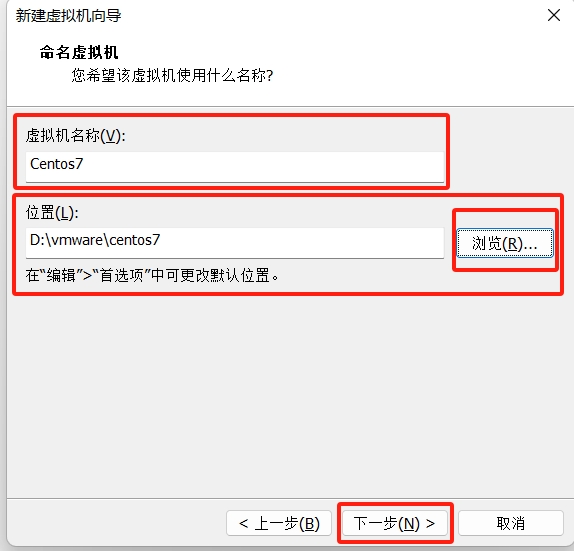 新建虚拟机向导
命名虚拟机
您希望该虚拟机使用什么名称?
虚拟机名称(V):
Centos7
位置(L):
D:\vmware\centos7
浏览(R)...
在“编辑”>“首选项”中可更改默认位置。
< 上一步(B)
下一步(N) >
取消